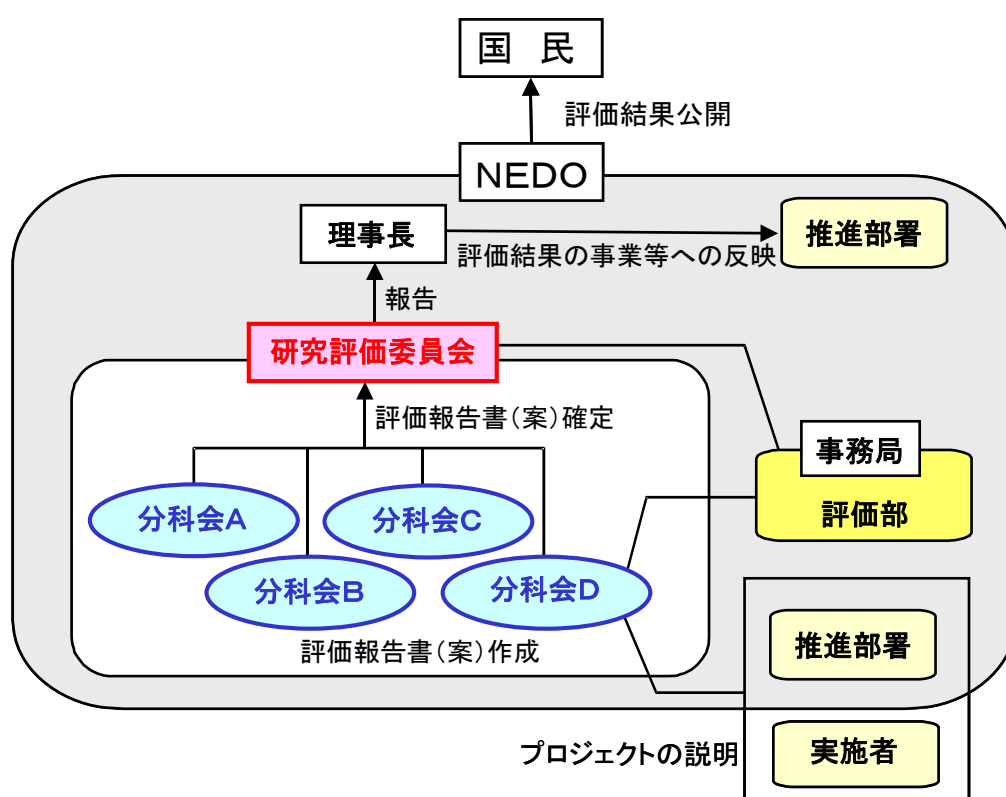 国　民
評価結果公開
ＮＥＤＯ
理事長
推進部署
評価結果の事業等への反映
報告
研究評価委員会
評価報告書（案）確定
事務局
評価部
分科会Ａ
分科会Ｃ
分科会Ｂ
分科会Ｄ
評価報告書（案）作成
推進部署
プロジェクトの説明
実施者